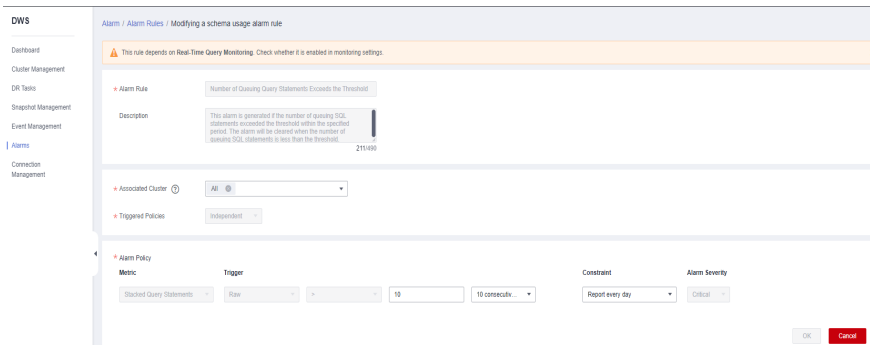 DWS
Dashboard
Cluster Management
DR Tasks
Snapshot Management
Event Management
Alarms
Connection
Management
Alarm / Alarm Rules / Modifying a schema usage alarm rule
This rule depends on Real-Time Query Monitoring. Check whether it is enabled in monitoring settings.
* Alarm Rule
Number of Queuing Query Statements Exceeds the Threshold
Description
This alarm is generated if the number of queuing SQL
statements exceeded the threshold within the specified
period. The alarm will be cleared when the number of
queuing SQL statements is less than the threshold.
211/490
* Associated Cluster ?
All
* Triggered Policies
Independent
* Alarm Policy
Metric Trigger Constraint Alarm Severity
Stacked Query Statements Raw > 10 10 consecutiv... Report every day Critical
OK Cancel